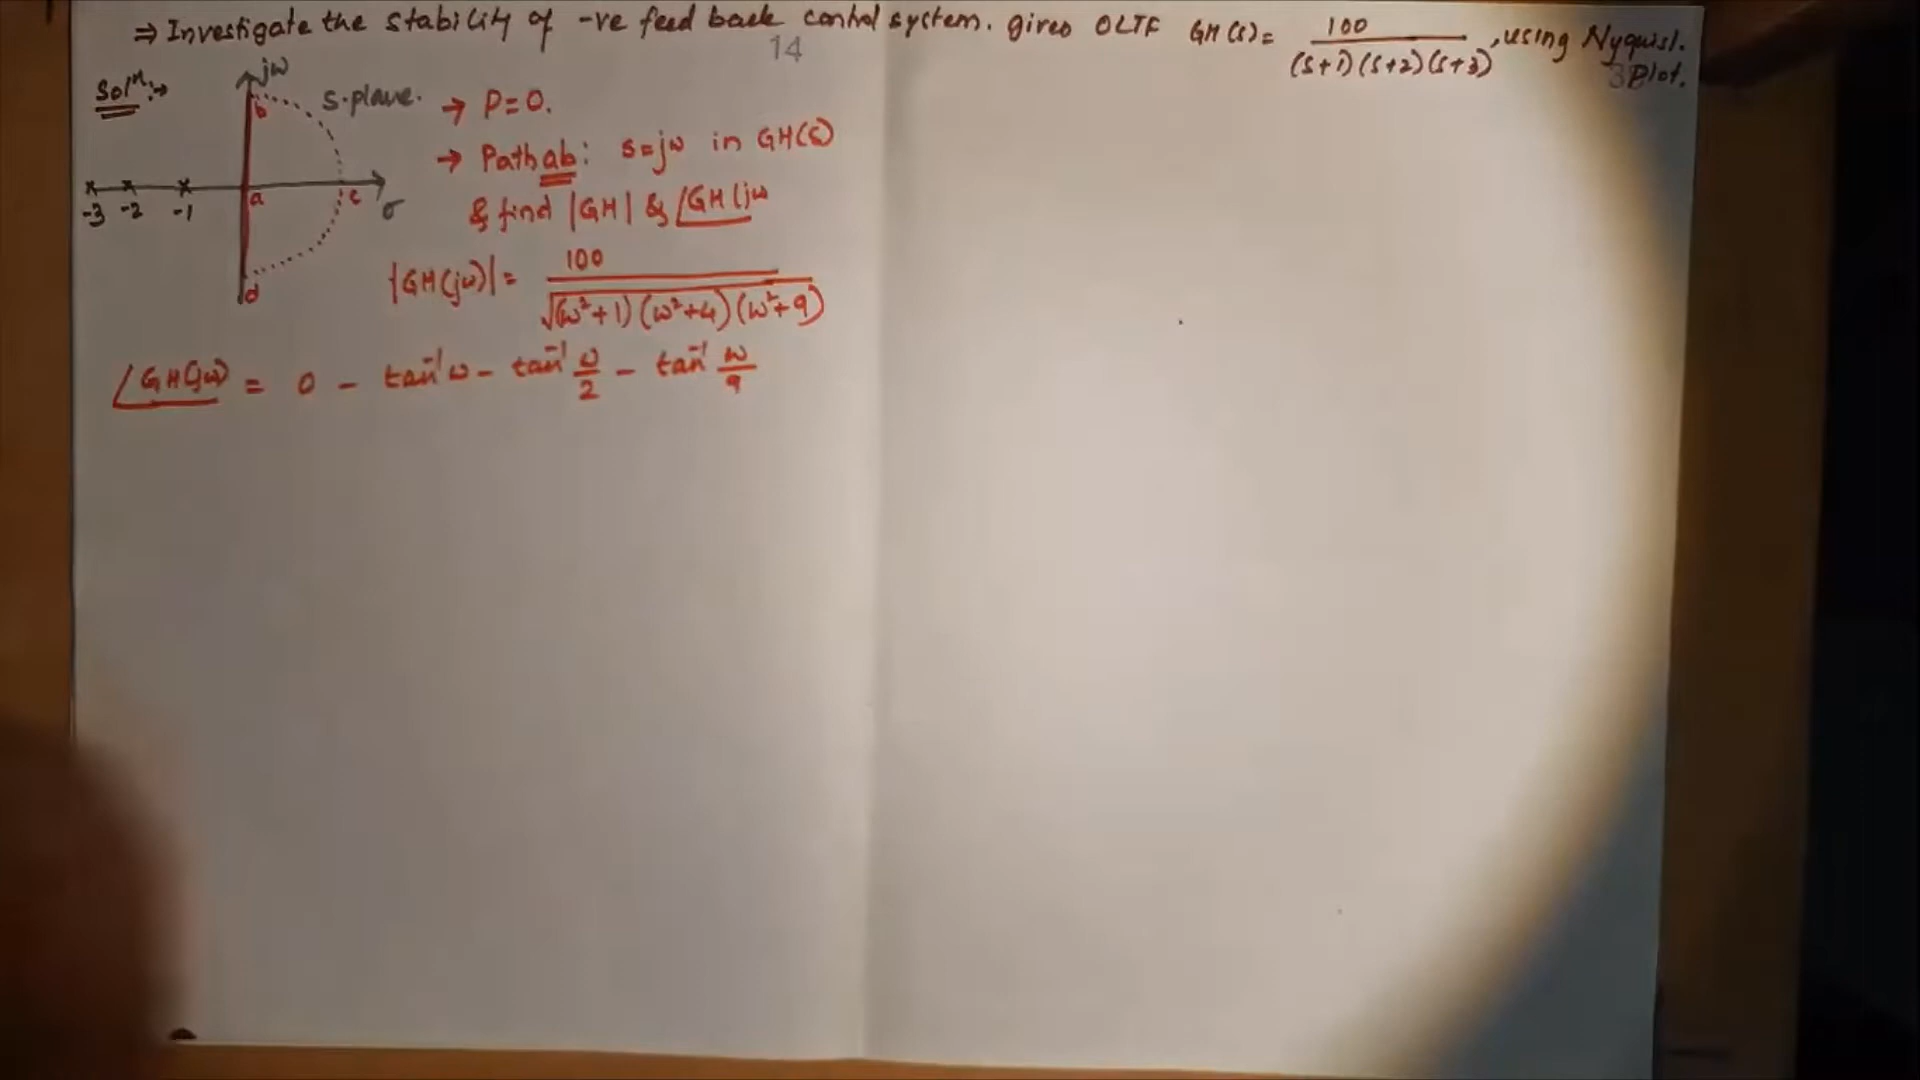 ⇒ Investigate the stability of -ve feed back control system. given OLTF GH(s) = 100 / (s+1)(s+2)(s+3), using Nyquist.
Plot.
14
3
Solⁿ:→
jω
b
S-plane.
-3 -2 -1 a c σ
d
→ P=0.
→ Path ab: s=jω in GH(s)
& find |GH| & ∠GH(jω
|GH(jω)| = 100 / √(ω²+1)(ω²+4)(ω²+9)
∠GH(jω) = 0 - tan⁻¹ω - tan⁻¹ ω/2 - tan⁻¹ ω/9